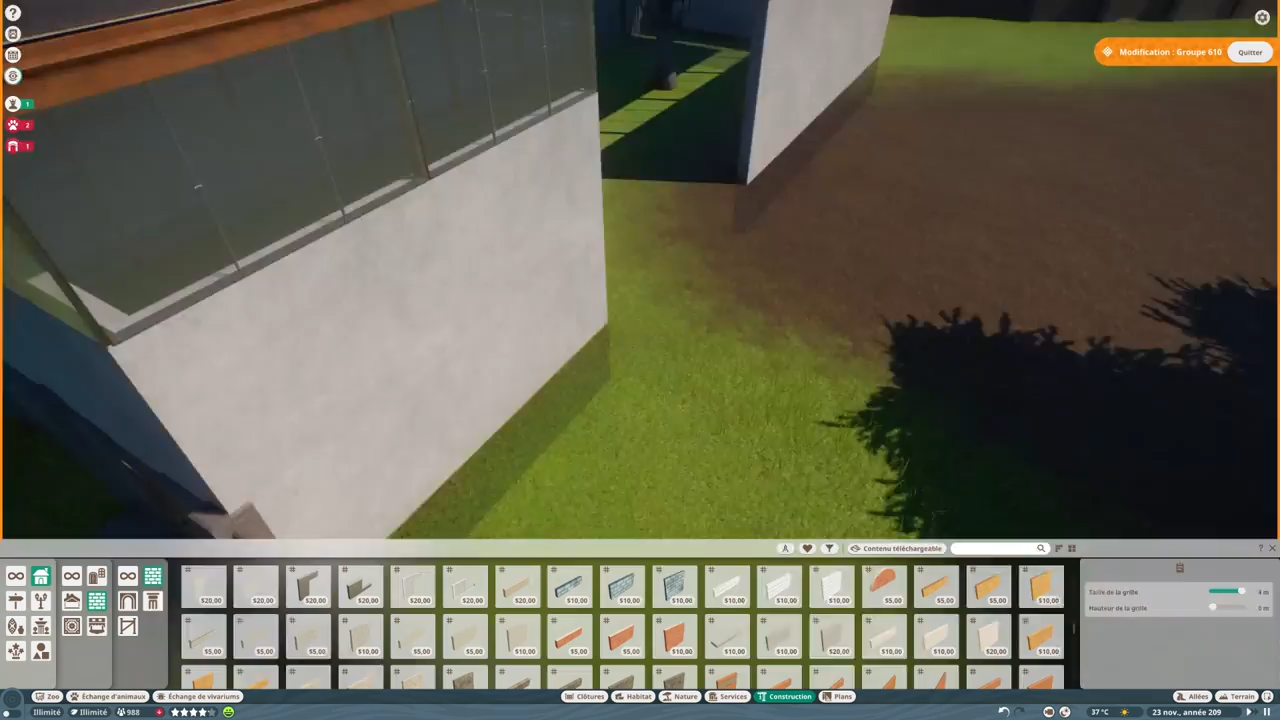 ?
1
2
1
Modification : Groupe 610
Quitter
Contenu téléchargeable
? ×
$20,00 $20,00 $20,00 $20,00 $20,00 $20,00 $20,00 $10,00 $10,00 $10,00 $10,00 $10,00 $10,00 $5,00 $5,00 $5,00 $10,00
$5,00 $5,00 $5,00 $10,00 $5,00 $5,00 $10,00 $5,00 $5,00 $10,00 $10,00 $10,00 $20,00 $10,00 $10,00 $20,00 $10,00
Taille de la grille 4 m
Hauteur de la grille 0 m
Zoo Échange d'animaux Échange de vivariums Clôtures Habitat Nature Services Construction Plans Allées Terrain
Illimité Illimité 988 37 °C 23 nov., année 209